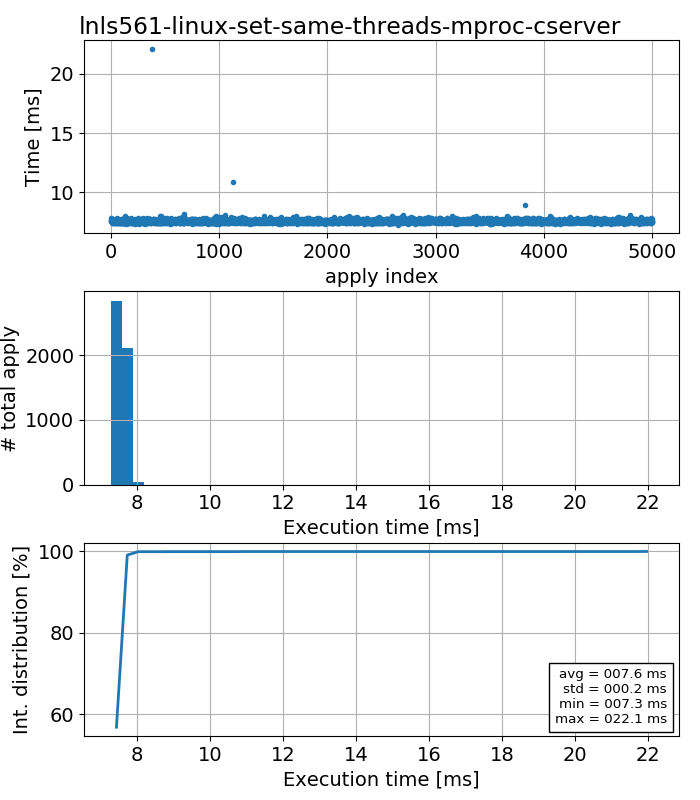 lnls561-linux-set-same-threads-mproc-cserver
Time [ms]
20
15
10
0 1000 2000 3000 4000 5000
apply index
# total apply
2000
1000
0
8 10 12 14 16 18 20 22
Execution time [ms]
Int. distribution [%]
100
80
60
avg = 007.6 ms
std = 000.2 ms
min = 007.3 ms
max = 022.1 ms
8 10 12 14 16 18 20 22
Execution time [ms]